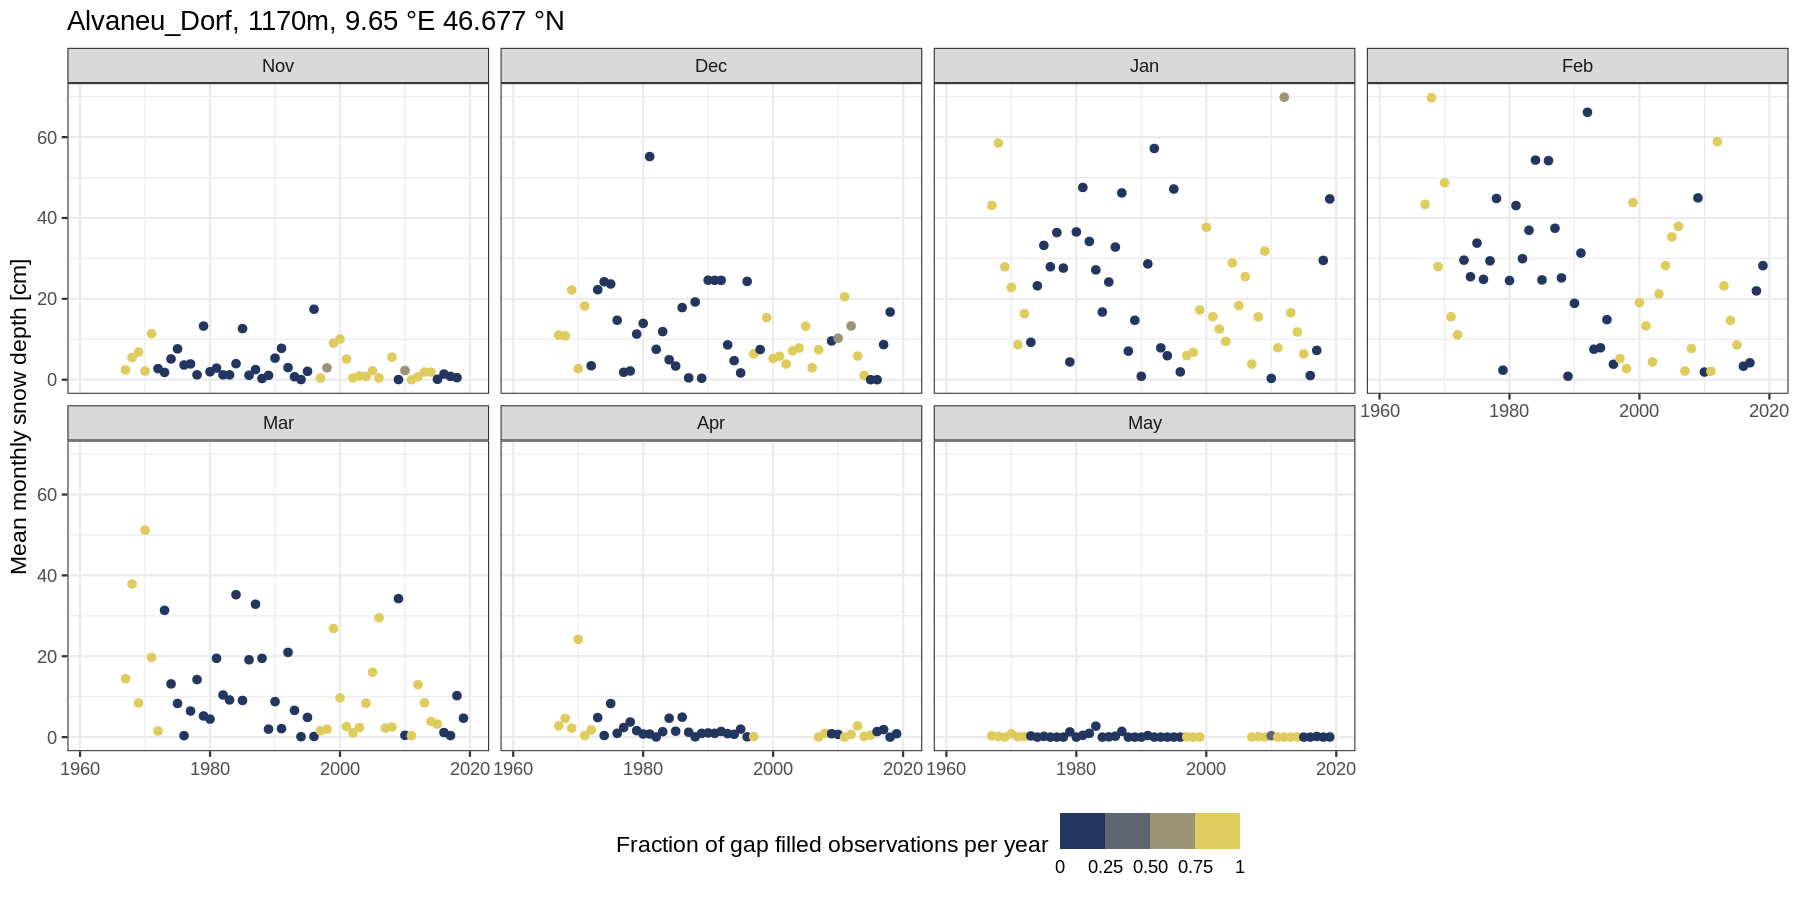 Alvaneu_Dorf, 1170m, 9.65 °E 46.677 °N
Nov Dec Jan Feb
60
40
20
0
1960 1980 2000 2020
Mean monthly snow depth [cm]
Mar Apr May
60
40
20
0
1960 1980 2000 2020 1960 1980 2000 2020 1960 1980 2000 2020
Fraction of gap filled observations per year
0 0.25 0.50 0.75 1